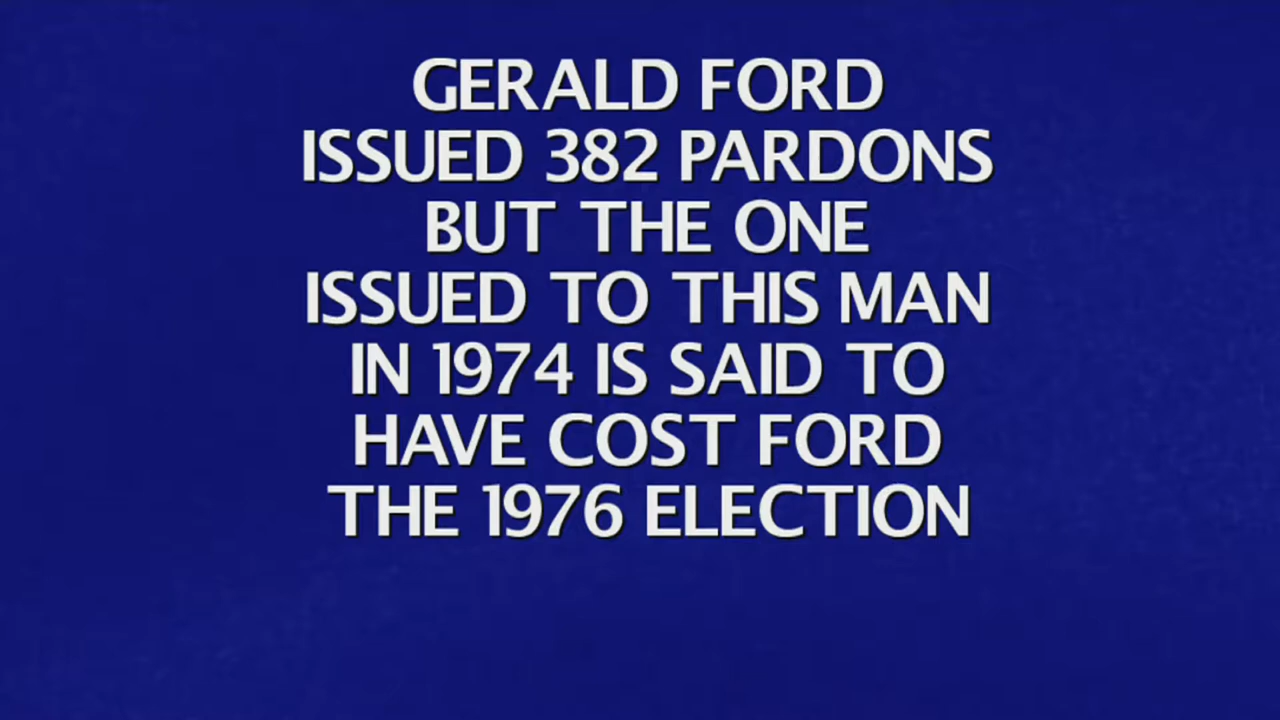 GERALD FORD
ISSUED 382 PARDONS
BUT THE ONE
ISSUED TO THIS MAN
IN 1974 IS SAID TO
HAVE COST FORD
THE 1976 ELECTION